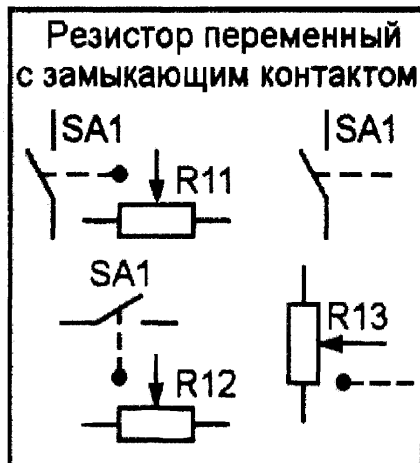 Резистор переменный
с замыкающим контактом
SA1
SA1
R11
SA1
R13
R12